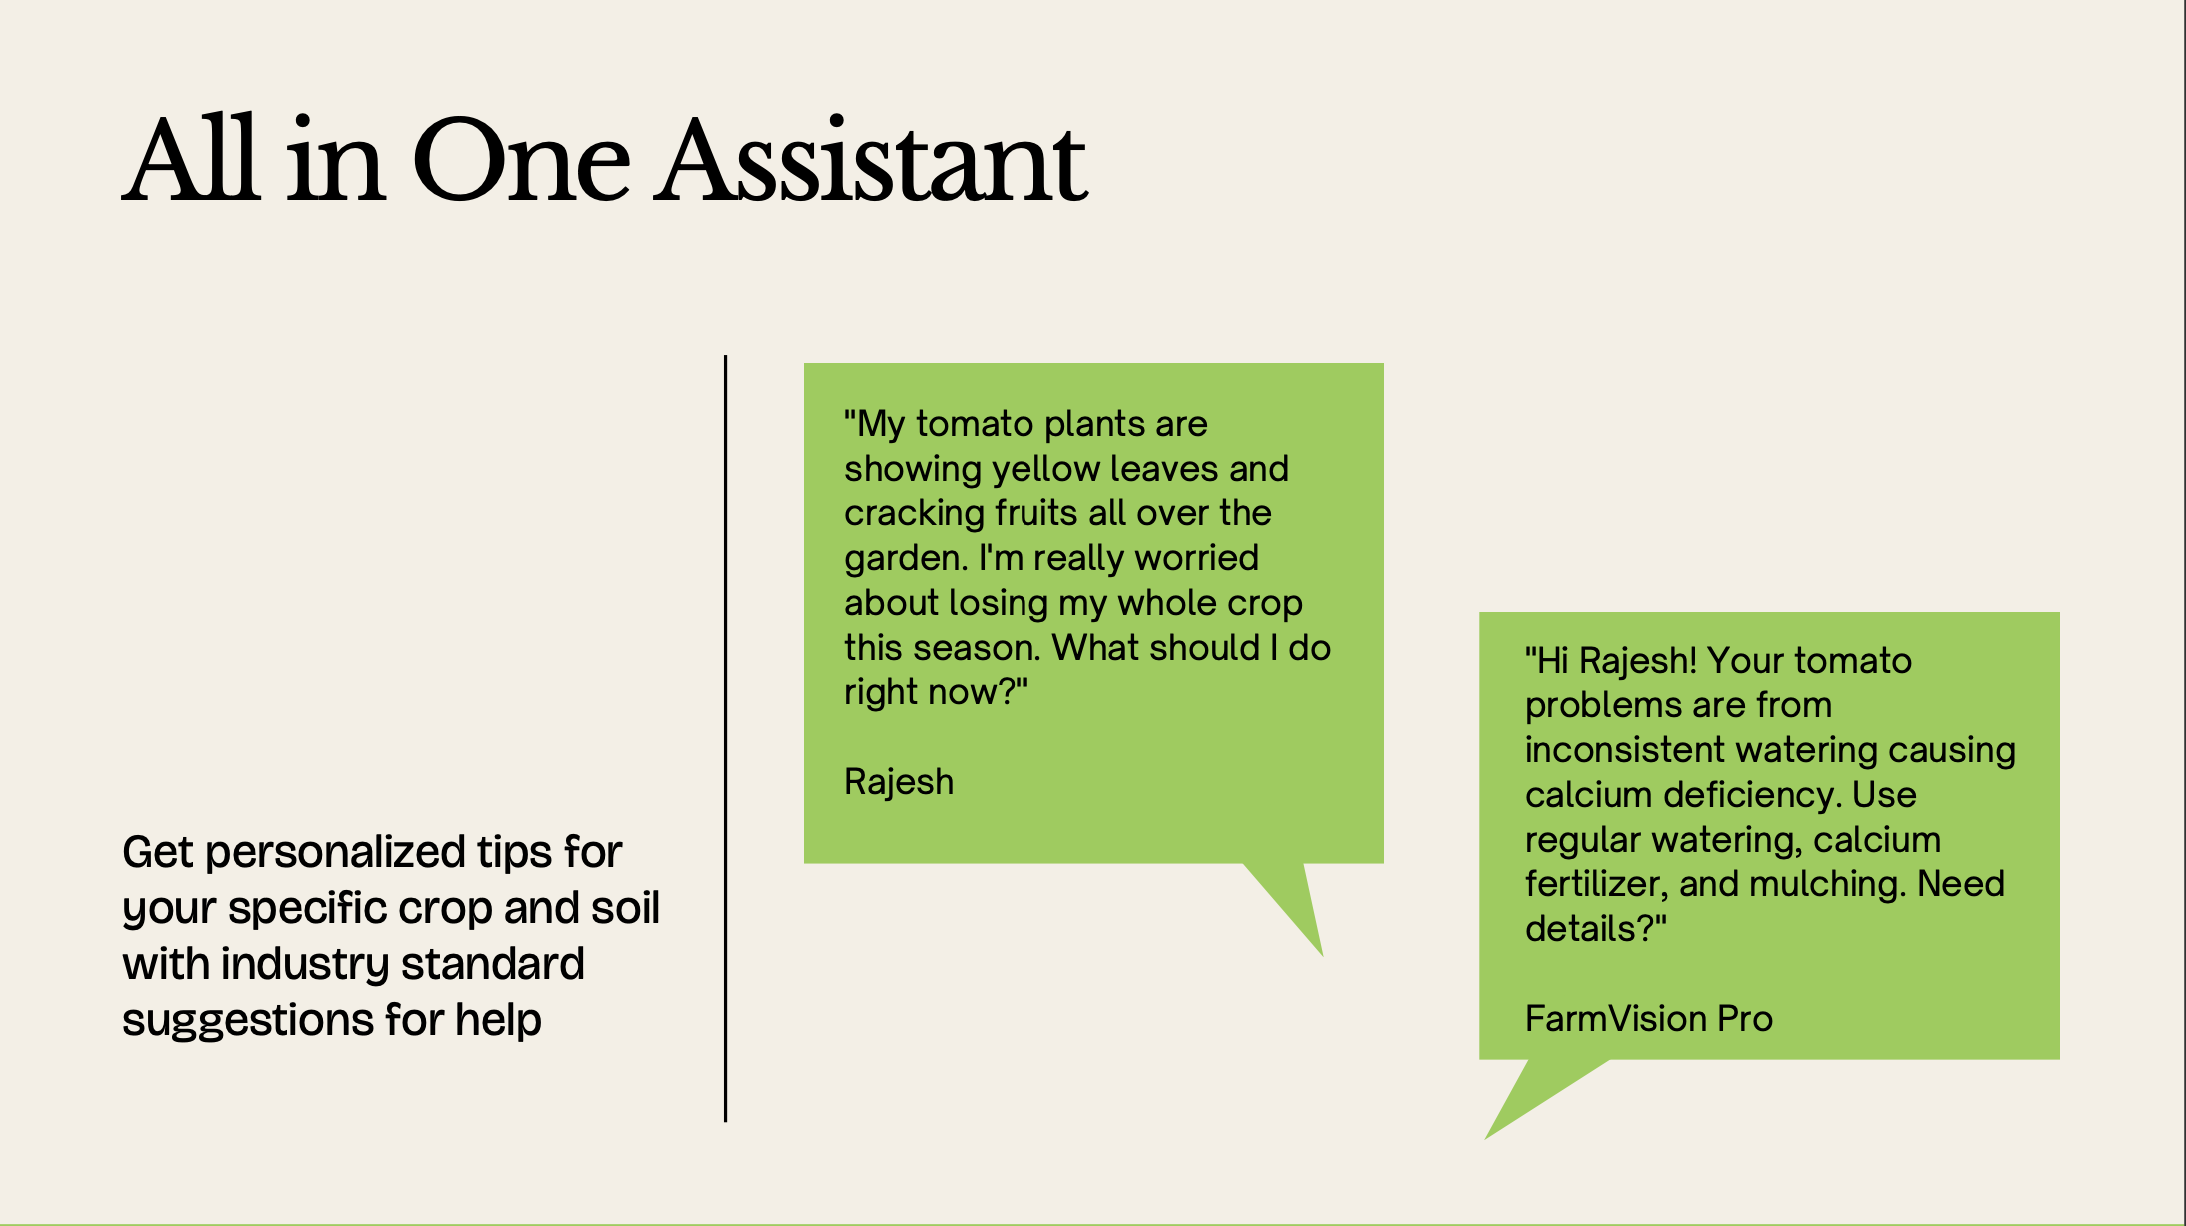 All in One Assistant
Get personalized tips for
your specific crop and soil
with industry standard
suggestions for help
"My tomato plants are
showing yellow leaves and
cracking fruits all over the
garden. I'm really worried
about losing my whole crop
this season. What should I do
right now?"
Rajesh
"Hi Rajesh! Your tomato
problems are from
inconsistent watering causing
calcium deficiency. Use
regular watering, calcium
fertilizer, and mulching. Need
details?"
FarmVision Pro